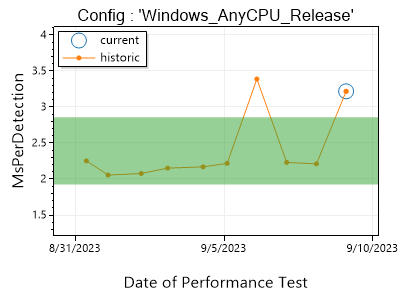 Config : 'Windows_AnyCPU_Release'
current
historic
MsPerDetection
4
3.5
3
2.5
2
1.5
8/31/2023
9/5/2023
9/10/2023
Date of Performance Test